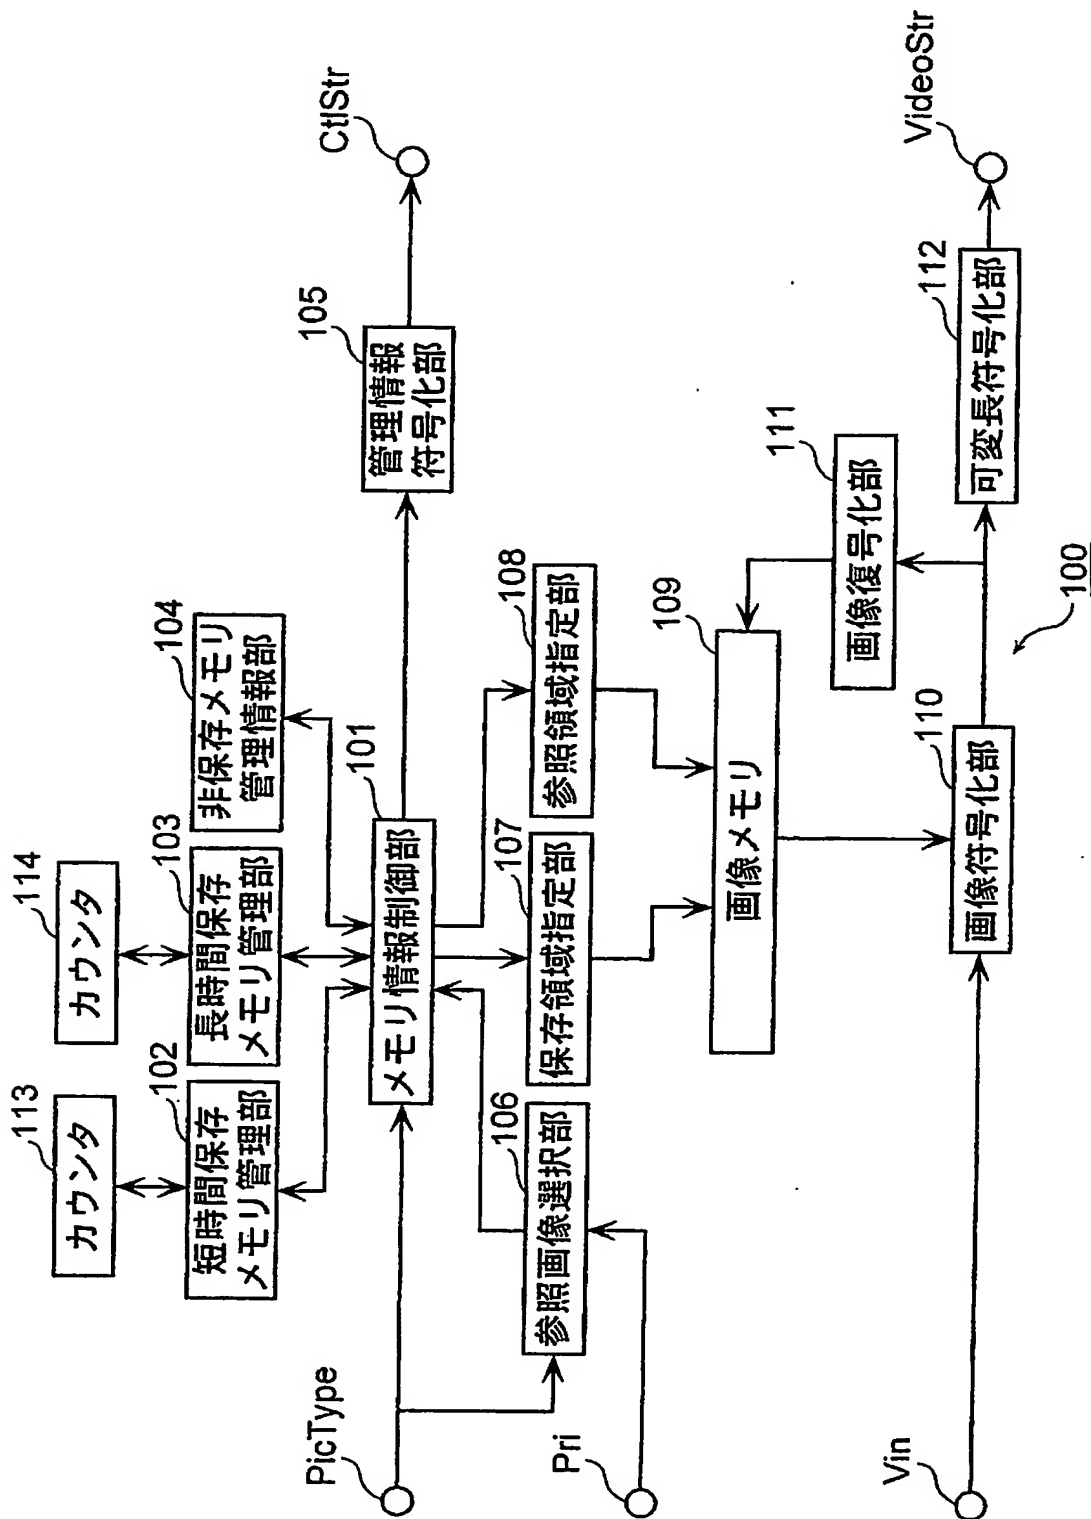 113
カウンタ
114
カウンタ
102
短時間保存
メモリ管理部
103
長時間保存
メモリ管理部
104
非保存メモリ
管理情報部
PicType
101
メモリ情報制御部
105
管理情報
符号化部
CtlStr
Pri
106
参照画像選択部
107
保存領域指定部
108
参照領域指定部
109
画像メモリ
111
画像復号化部
Vin
110
画像符号化部
112
可変長符号化部
VideoStr
100